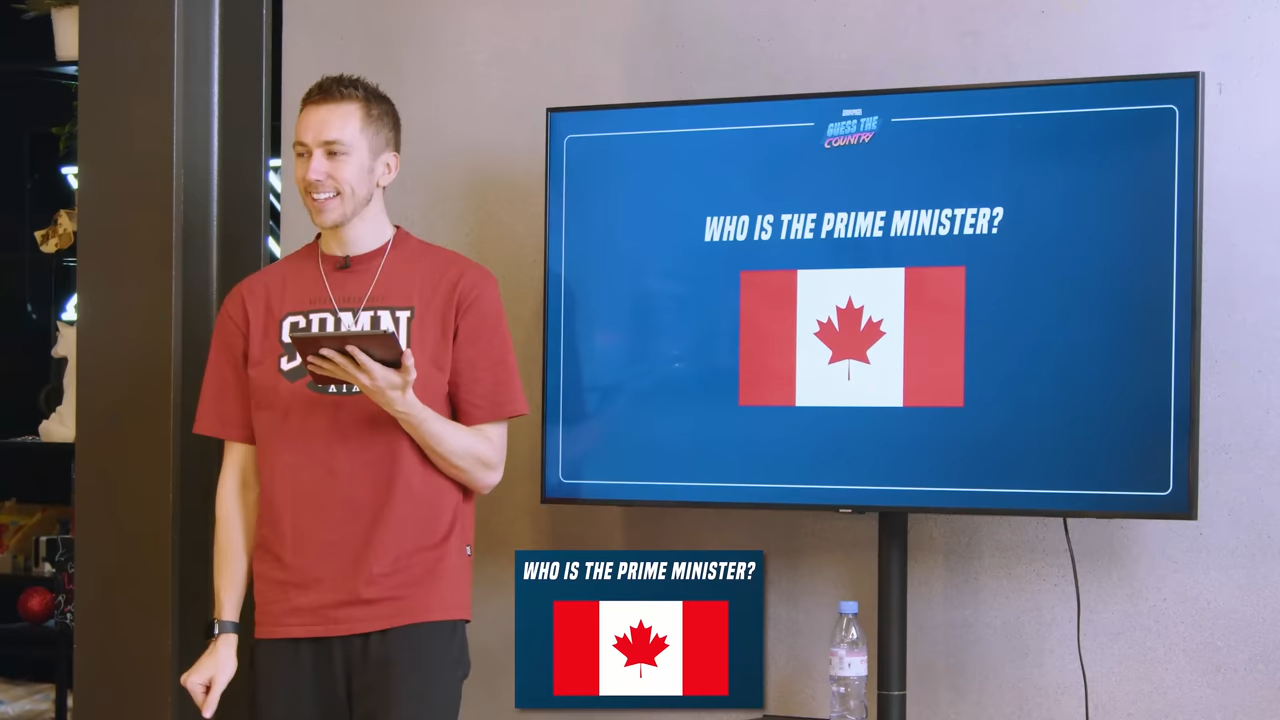 GUESS THE
COUNTRY
WHO IS THE PRIME MINISTER?
SDMN
WHO IS THE PRIME MINISTER?